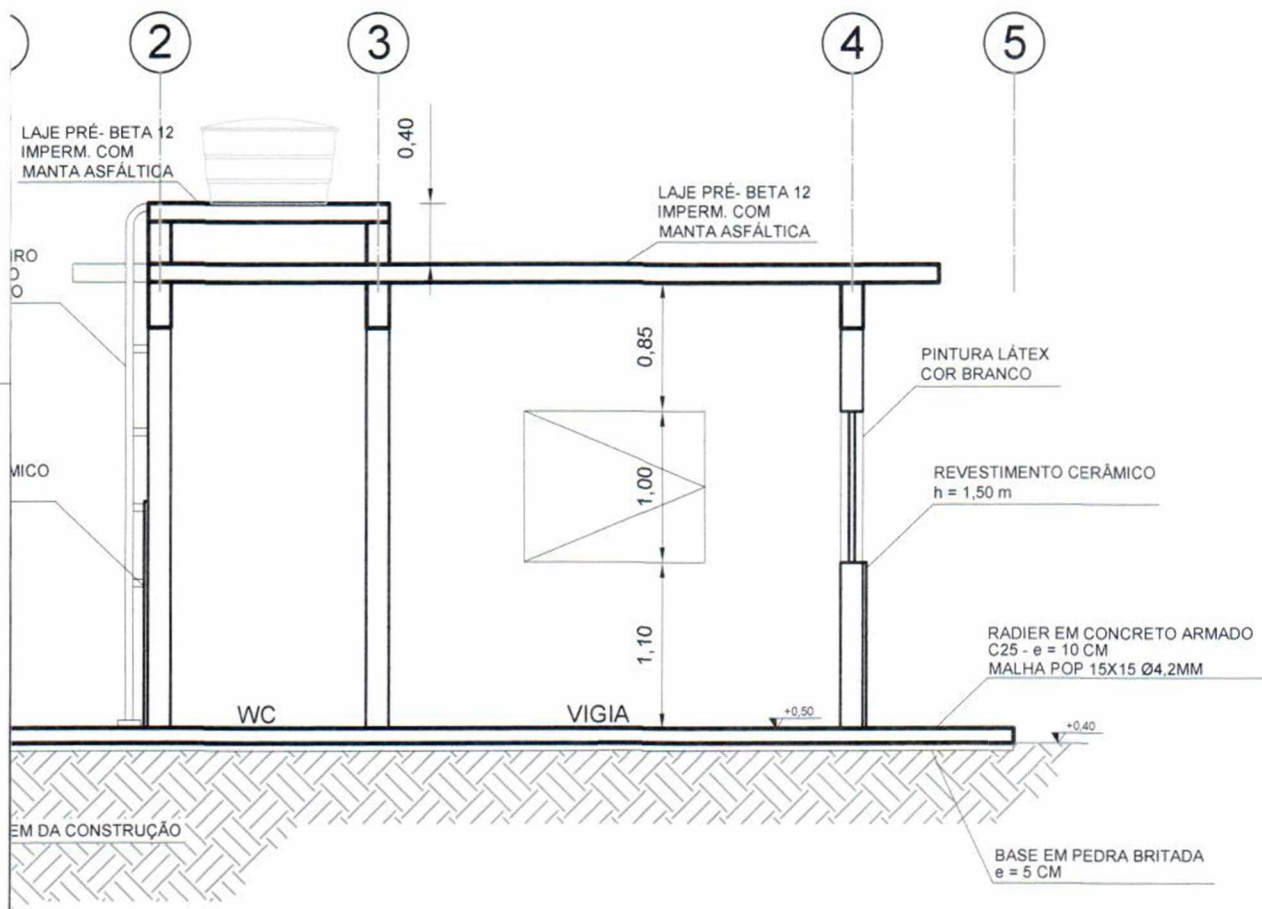 2
3
4
5
LAJE PRÉ- BETA 12
IMPERM. COM
MANTA ASFÁLTICA
0,40
LAJE PRÉ- BETA 12
IMPERM. COM
MANTA ASFÁLTICA
0,85
PINTURA LÁTEX
COR BRANCO
1,00
REVESTIMENTO CERÂMICO
h = 1,50 m
1,10
RADIER EM CONCRETO ARMADO
C25 - e = 10 CM
MALHA POP 15X15 Ø4,2MM
WC
VIGIA
+0,50
+0,40
DA CONSTRUÇÃO
BASE EM PEDRA BRITADA
e = 5 CM